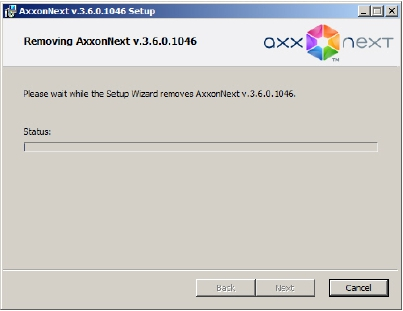 AxxonNext v.3.6.0.1046 Setup
Removing AxxonNext v.3.6.0.1046
axx next
TM
Please wait while the Setup Wizard removes AxxonNext v.3.6.0.1046.
Status:
Back
Next
Cancel